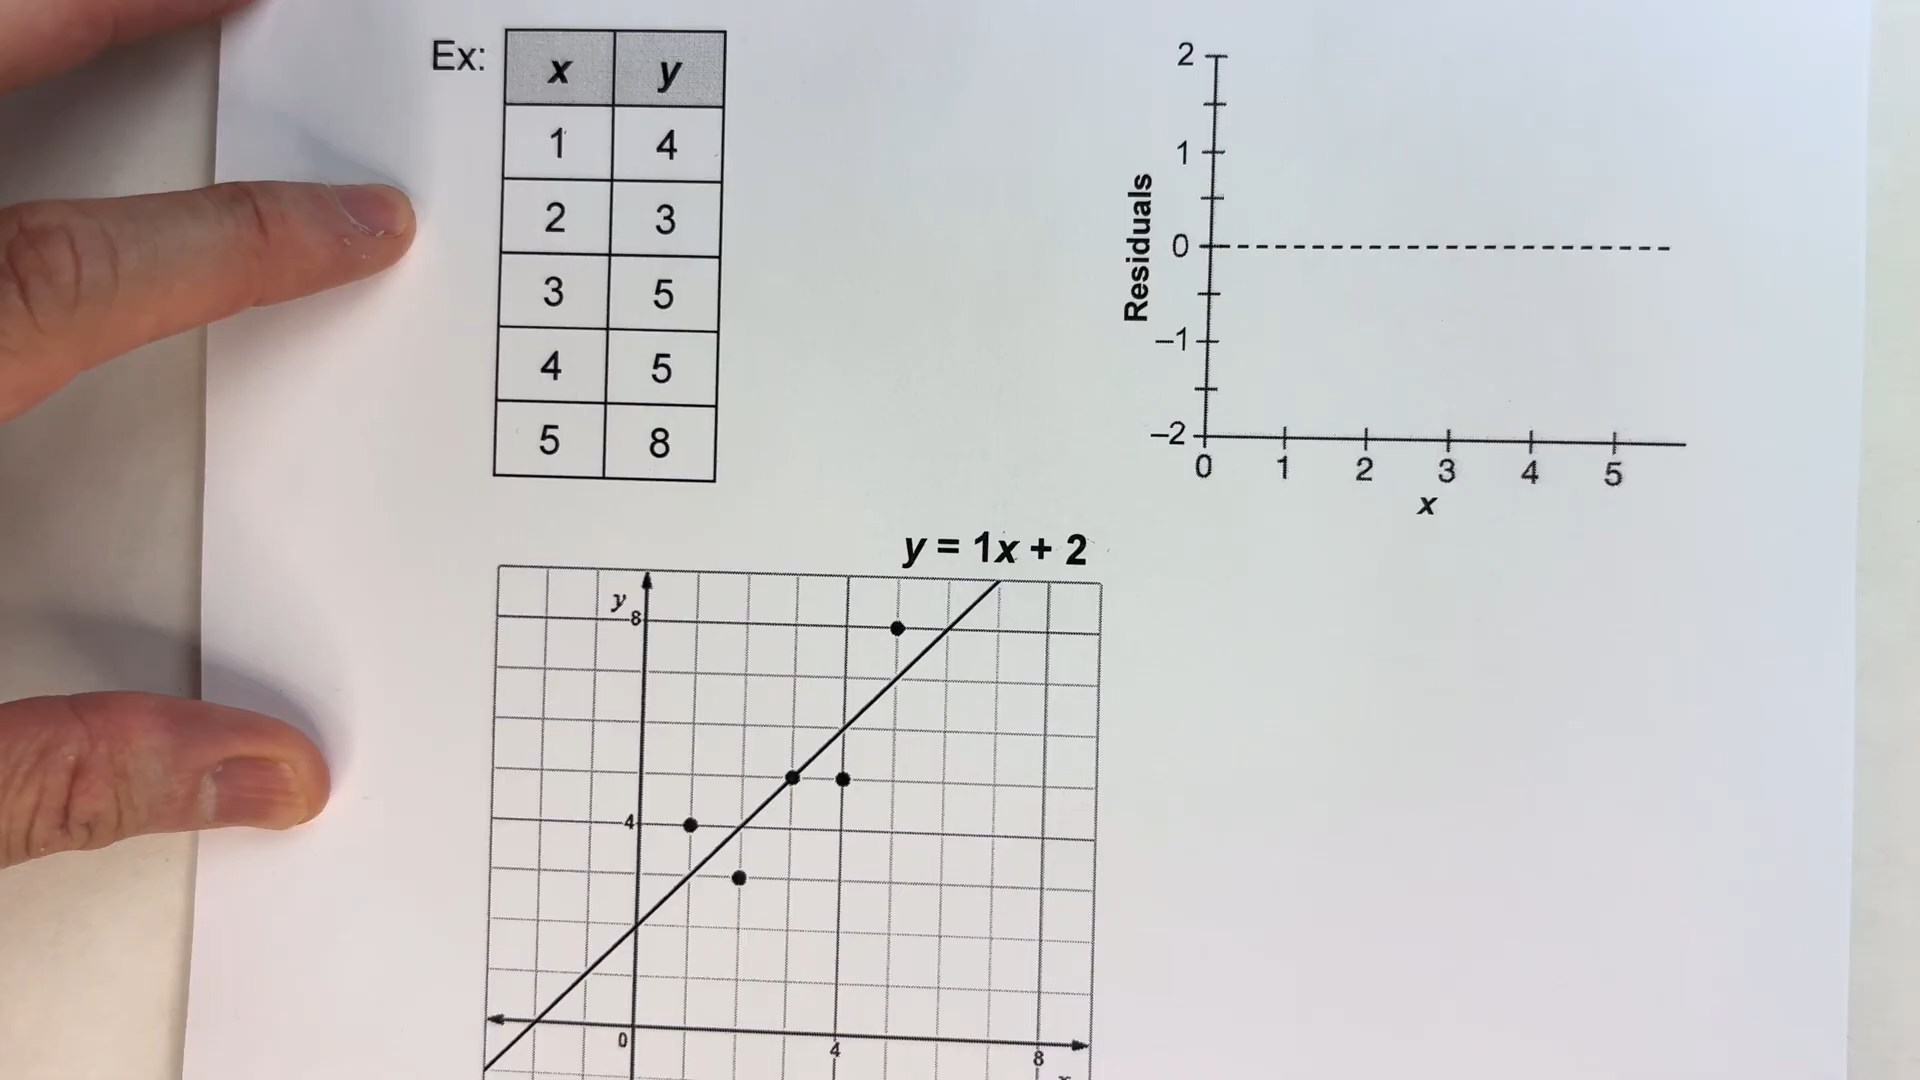 Ex:
x y
1 4
2 3
3 5
4 5
5 8
2
1
0
–1
–2
Residuals
0 1 2 3 4 5
x
y = 1x + 2
y
8
4
0 4 8